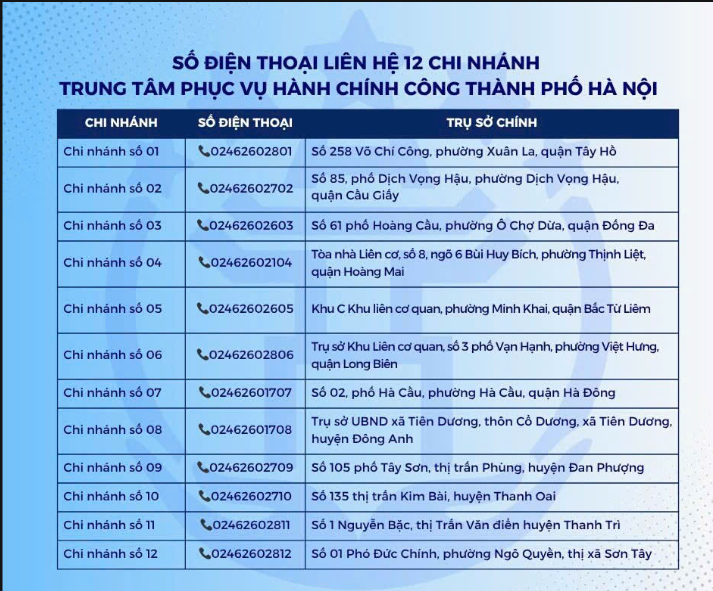 SỐ ĐIỆN THOẠI LIÊN HỆ 12 CHI NHÁNH
TRUNG TÂM PHỤC VỤ HÀNH CHÍNH CÔNG THÀNH PHỐ HÀ NỘI
CHI NHÁNH SỐ ĐIỆN THOẠI TRỤ SỞ CHÍNH
Chi nhánh số 01 02462602801 Số 258 Võ Chí Công, phường Xuân La, quận Tây Hồ
Chi nhánh số 02 02462602702 Số 85, phố Dịch Vọng Hậu, phường Dịch Vọng Hậu,
quận Cầu Giấy
Chi nhánh số 03 02462602603 Số 61 phố Hoàng Cầu, phường Ô Chợ Dừa, quận Đống Đa
Chi nhánh số 04 02462602104 Tòa nhà Liên cơ, số 8, ngõ 6 Bùi Huy Bích, phường Thịnh Liệt,
quận Hoàng Mai
Chi nhánh số 05 02462602605 Khu C Khu liên cơ quan, phường Minh Khai, quận Bắc Từ Liêm
Chi nhánh số 06 02462602806 Trụ sở Khu Liên cơ quan, số 3 phố Vạn Hạnh, phường Việt Hưng,
quận Long Biên
Chi nhánh số 07 02462601707 Số 02, phố Hà Cầu, phường Hà Cầu, quận Hà Đông
Chi nhánh số 08 02462601708 Trụ sở UBND xã Tiên Dương, thôn Cổ Dương, xã Tiên Dương,
huyện Đông Anh
Chi nhánh số 09 02462602709 Số 105 phố Tây Sơn, thị trấn Phùng, huyện Đan Phượng
Chi nhánh số 10 02462602710 Số 135 thị trấn Kim Bài, huyện Thanh Oai
Chi nhánh số 11 02462602811 Số 1 Nguyễn Bặc, thị Trấn Văn điển huyện Thanh Trì
Chi nhánh số 12 02462602812 Số 01 Phó Đức Chính, phường Ngô Quyền, thị xã Sơn Tây